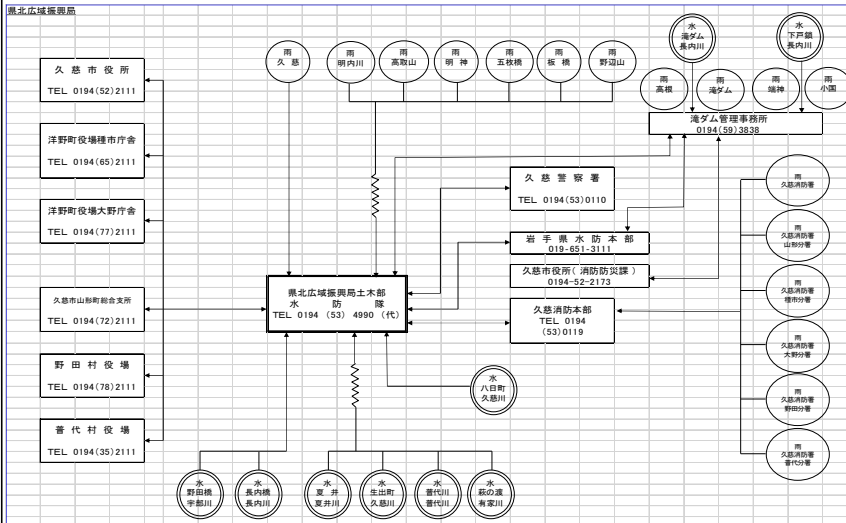 県北広域振興局
雨
久 慈
雨
明内川
雨
高取山
雨
明 神
雨
五枚橋
雨
板 橋
雨
野辺山
水
滝ダム
長内川
水
下戸鎖
長内川
雨
高根
雨
滝ダム
雨
端神
雨
小国
滝ダム管理事務所
0194(59)3838
久 慈 市 役 所
TEL 0194(52)2111
洋野町役場種市庁舎
TEL 0194(65)2111
洋野町役場大野庁舎
TEL 0194(77)2111
久慈市山形町総合支所
TEL 0194(72)2111
野 田 村 役 場
TEL 0194(78)2111
普 代 村 役 場
TEL 0194(35)2111
県北広域振興局土木部
水 防 隊
TEL 0194 (53) 4990 (代)
久 慈 警 察 署
TEL 0194(53)0110
岩 手 県 水 防 本 部
019-651-3111
久慈市役所( 消防防災課 )
0194-52-2173
久慈消防本部
TEL 0194
(53)0119
雨
久慈消防署
雨
久慈消防署
山形分署
雨
久慈消防署
種市分署
雨
久慈消防署
大野分署
雨
久慈消防署
野田分署
雨
久慈消防署
普代分署
水
八日町
久慈川
水
野田橋
宇部川
水
長内橋
長内川
水
夏 井
夏井川
水
生出町
久慈川
水
普代川
普代川
水
萩の渡
有家川